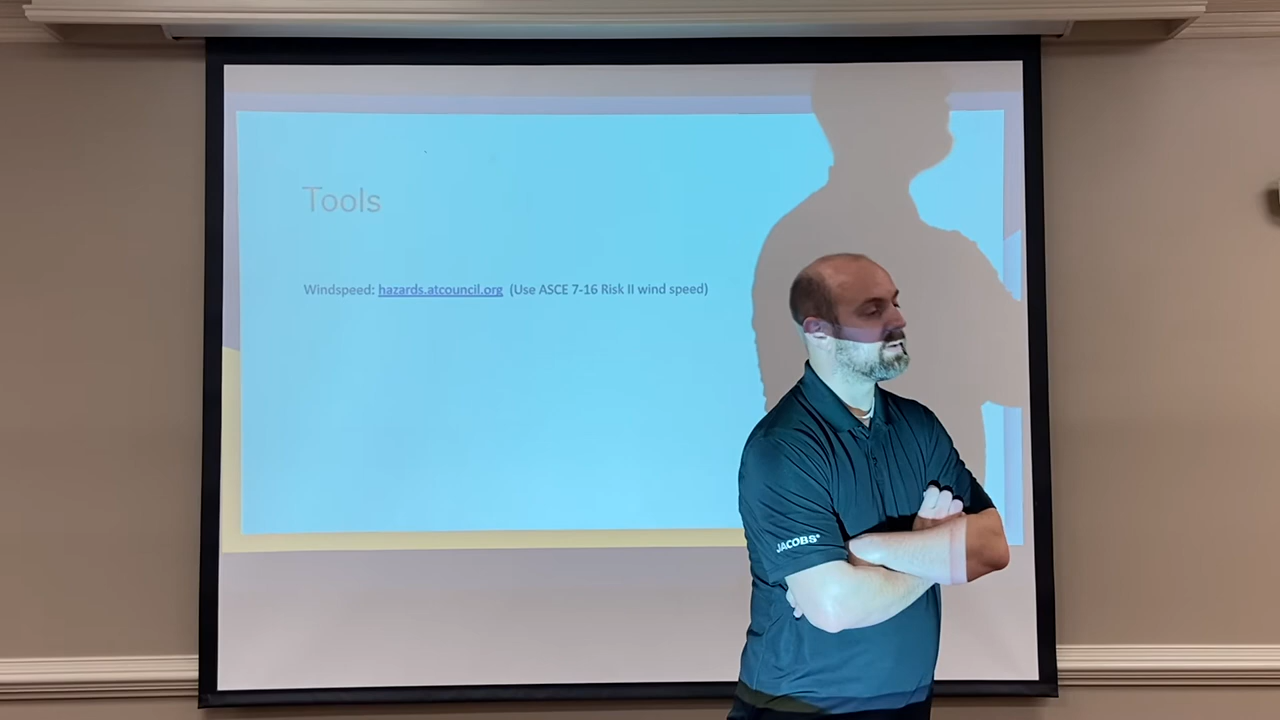 Tools
Windspeed: hazards.atcouncil.org (Use ASCE 7-16 Risk II wind speed)
JACOBS